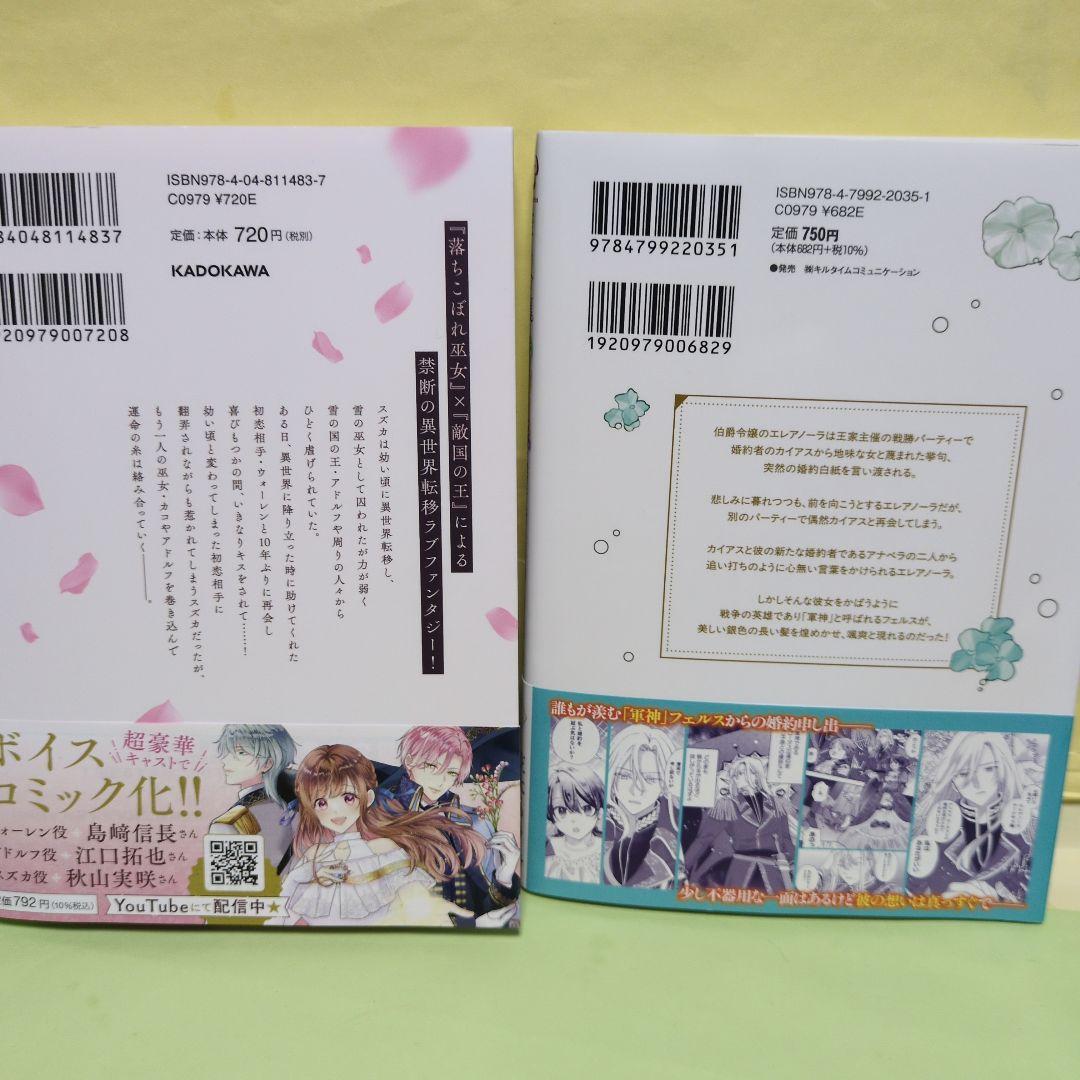 84048114837
ISBN978-4-04-811483-7
C0979 ¥720E
定価:本体 720円(税別)
KADOKAWA
920979007208
『落ちこぼれ巫女』×『敵国の王』による
禁断の異世界転移ラブファンタジー!
スズカは幼い頃に異世界転移し、
雪の巫女として囚われたが力が弱く
雪の国の王・アドルフや周りの人々から
ひどく虐げられていた。
ある日、異世界に降り立った時に助けてくれた
初恋相手・ウォーレンと10年ぶりに再会し
喜びもつかの間、いきなりキスをされて……!
幼い頃と変わってしまった初恋相手に
翻弄されながらも惹かれてしまうスズカだったが、
もう一人の巫女・カコやアドルフを巻き込んで
運命の糸は絡み合っていく――。
超豪華
キャストで
ボイス
コミック化!!
ォーレン役+島﨑信長さん
ドルフ役+江口拓也さん
スズカ役+秋山実咲さん
定価792円(10%税込)
YouTubeにて配信中★
9784799220351
ISBN978-4-7992-2035-1
C0979 ¥682E
定価 750円
(本体682円+税10%)
●発売 ㈱キルタイムコミュニケーション
1920979006829
伯爵令嬢のエレアノーラは王家主催の戦勝パーティーで
婚約者のカイアスから地味な女と蔑まれた挙句、
突然の婚約白紙を言い渡される。
悲しみに暮れつつも、前を向こうとするエレアノーラだが、
別のパーティーで偶然カイアスと再会してしまう。
カイアスと彼の新たな婚約者であるアナベラの二人から
追い打ちのように心無い言葉をかけられるエレアノーラ。
しかしそんな彼女をかばうように
戦争の英雄であり「軍神」と呼ばれるフェルスが、
美しい銀色の長い髪を煌めかせ、颯爽と現れるのだった!
誰もが羨む「軍神」フェルスからの婚約申し出――
少し不器用な一面はあるけど彼の想いは真っすぐで――